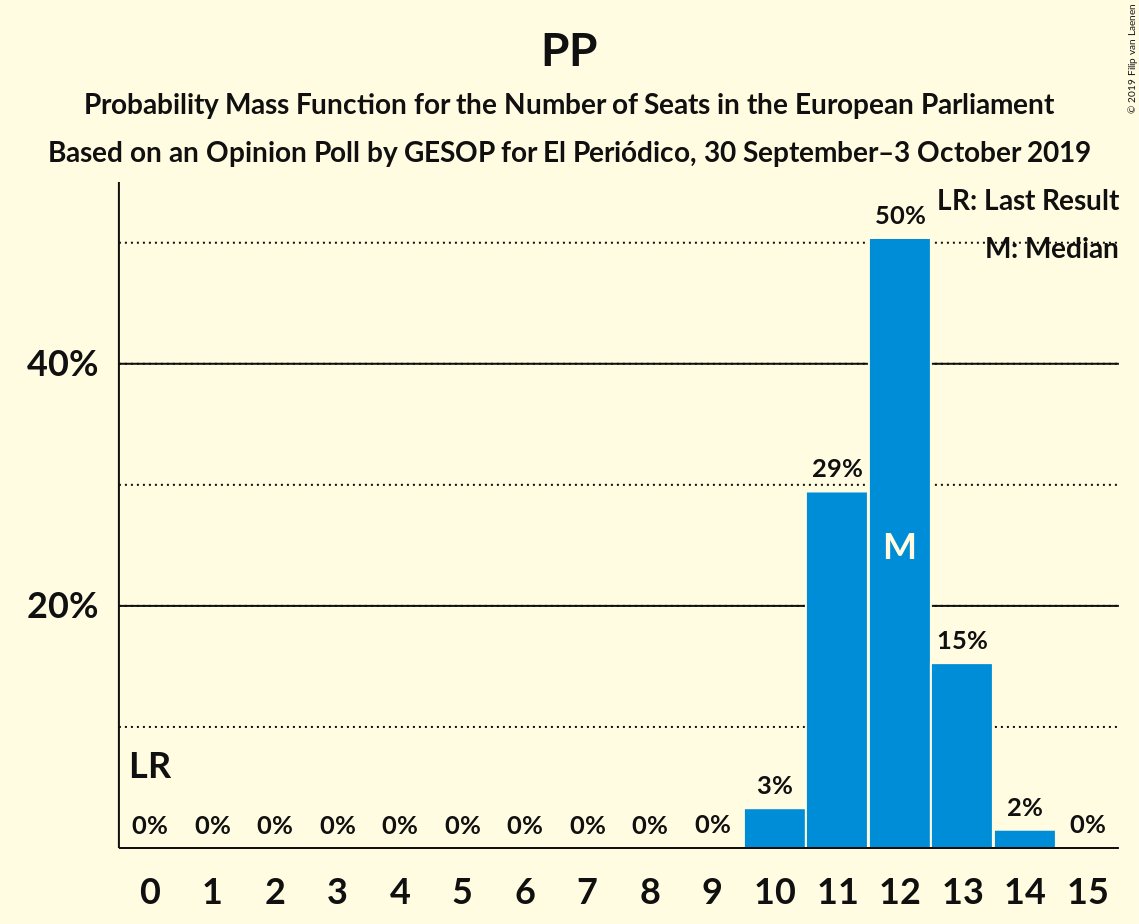 PP
Probability Mass Function for the Number of Seats in the European Parliament
Based on an Opinion Poll by GESOP for El Periódico, 30 September–3 October 2019
© 2019 Filip van Laenen
LR: Last Result
M: Median
50%
40%
29%
M
20%
15%
LR
3%
2%
0% 0% 0% 0% 0% 0% 0% 0% 0% 0% 0%
0 1 2 3 4 5 6 7 8 9 10 11 12 13 14 15